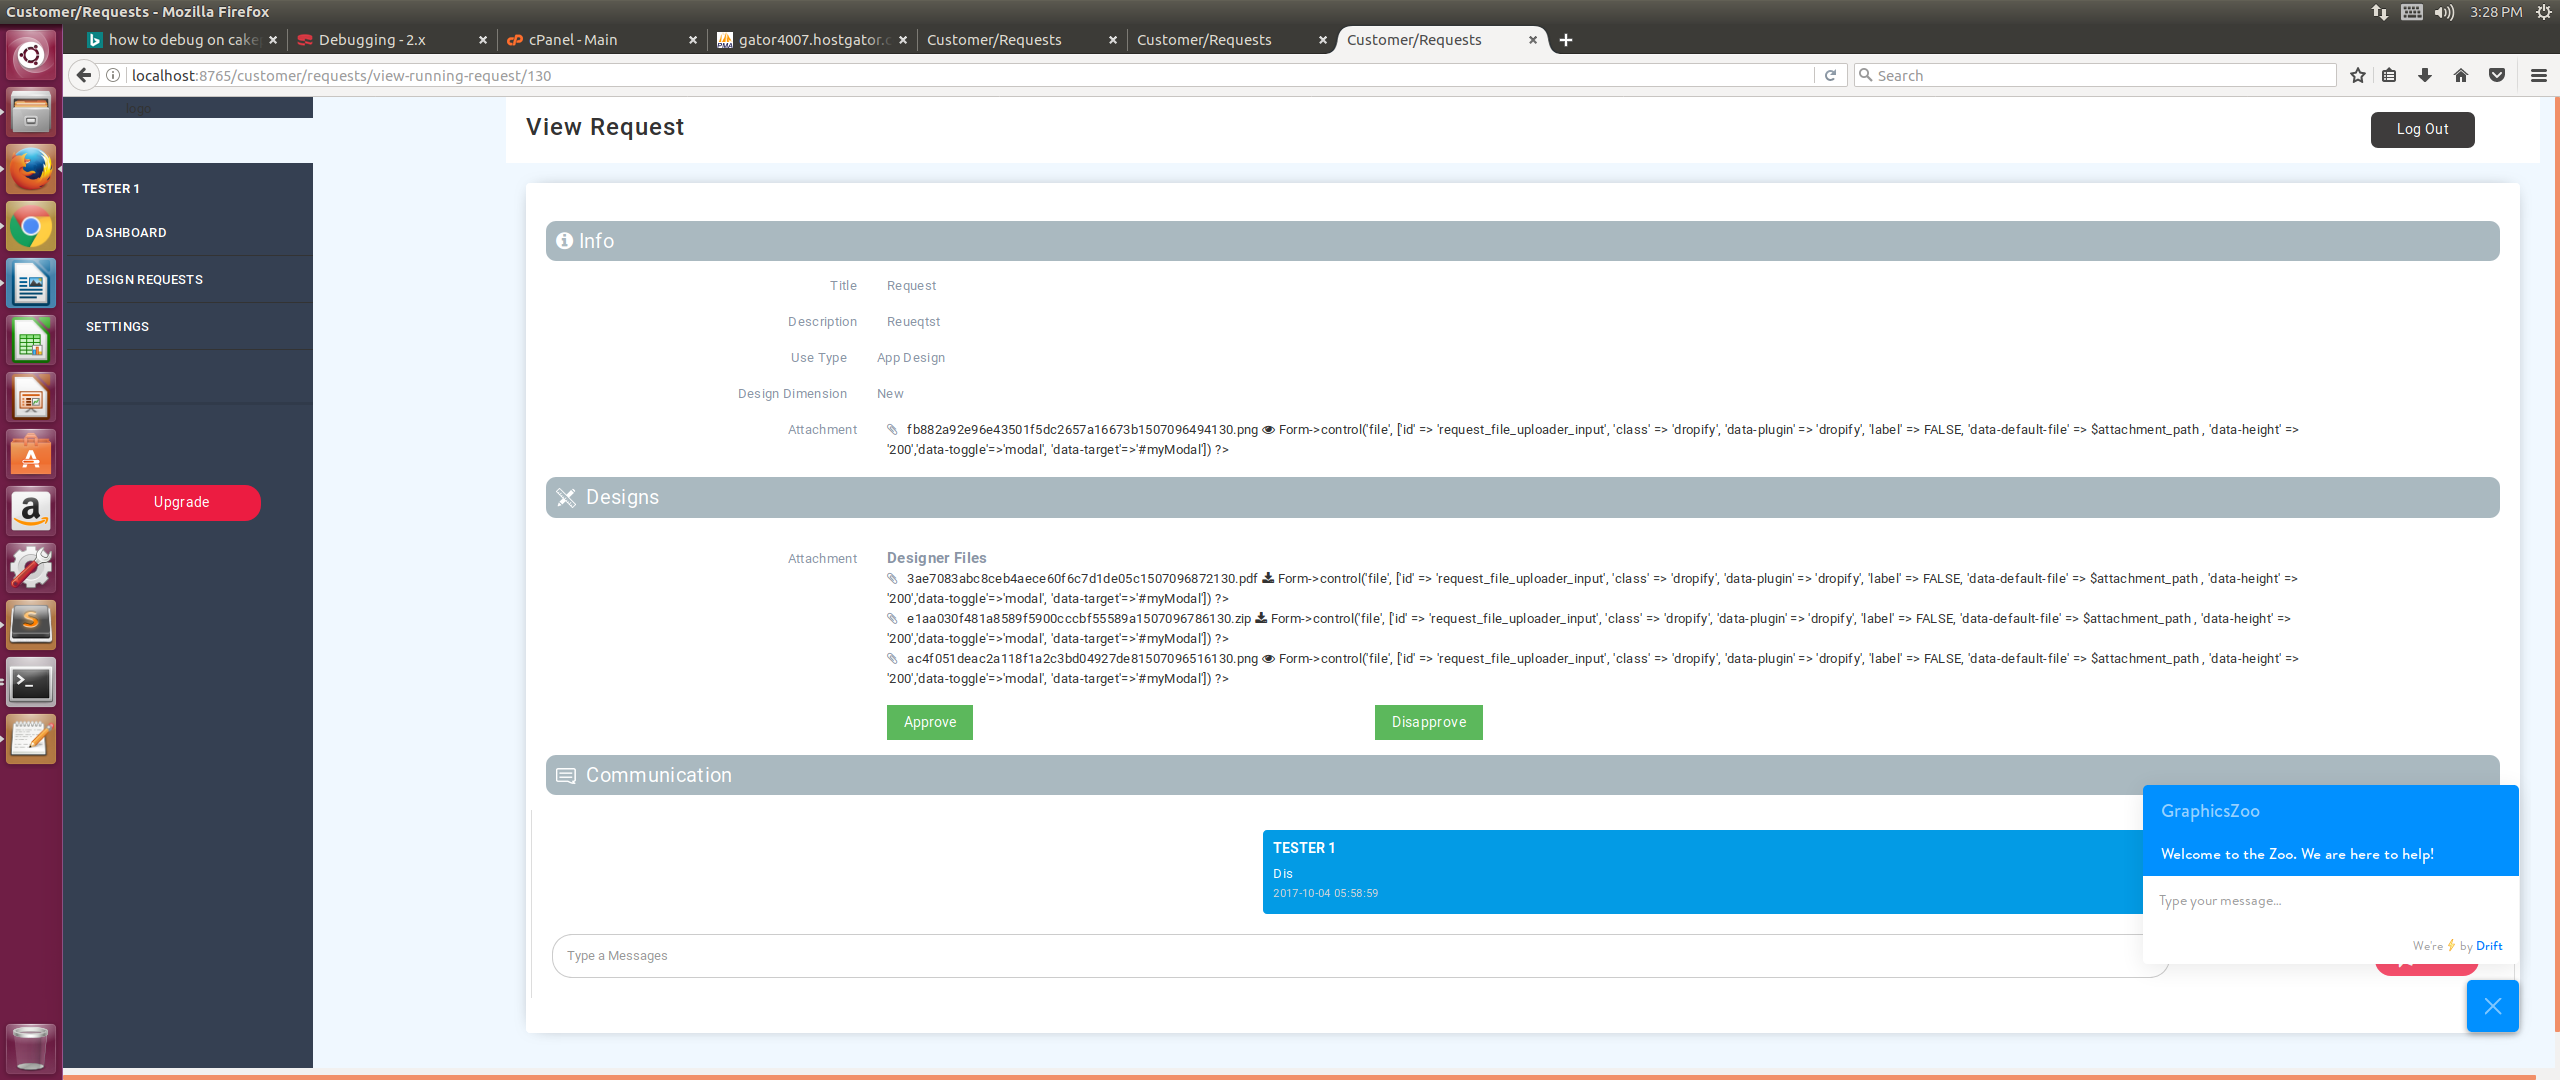 Customer/Requests - Mozilla Firefox
3:28 PM
how to debug on cake
Debugging - 2.x
cPanel - Main
gator4007.hostgator.c
Customer/Requests
Customer/Requests
Customer/Requests
localhost:8765/customer/requests/view-running-request/130
Search
logo
View Request
Log Out
TESTER 1
DASHBOARD
DESIGN REQUESTS
SETTINGS
Upgrade
Info
Title Request
Description Reueqtst
Use Type App Design
Design Dimension New
Attachment fb882a92e96e43501f5dc2657a16673b1507096494130.png Form->control('file', ['id' => 'request_file_uploader_input', 'class' => 'dropify', 'data-plugin' => 'dropify', 'label' => FALSE, 'data-default-file' => $attachment_path , 'data-height' =>
'200','data-toggle'=>'modal', 'data-target'=>'#myModal']) ?>
Designs
Attachment Designer Files
3ae7083abc8ceb4aece60f6c7d1de05c1507096872130.pdf Form->control('file', ['id' => 'request_file_uploader_input', 'class' => 'dropify', 'data-plugin' => 'dropify', 'label' => FALSE, 'data-default-file' => $attachment_path , 'data-height' =>
'200','data-toggle'=>'modal', 'data-target'=>'#myModal']) ?>
e1aa030f481a8589f5900cccbf55589a1507096786130.zip Form->control('file', ['id' => 'request_file_uploader_input', 'class' => 'dropify', 'data-plugin' => 'dropify', 'label' => FALSE, 'data-default-file' => $attachment_path , 'data-height' =>
'200','data-toggle'=>'modal', 'data-target'=>'#myModal']) ?>
ac4f051deac2a118f1a2c3bd04927de81507096516130.png Form->control('file', ['id' => 'request_file_uploader_input', 'class' => 'dropify', 'data-plugin' => 'dropify', 'label' => FALSE, 'data-default-file' => $attachment_path , 'data-height' =>
'200','data-toggle'=>'modal', 'data-target'=>'#myModal']) ?>
Approve Disapprove
Communication
TESTER 1
Dis
2017-10-04 05:58:59
Type a Messages
GraphicsZoo
Welcome to the Zoo. We are here to help!
Type your message...
We're by Drift